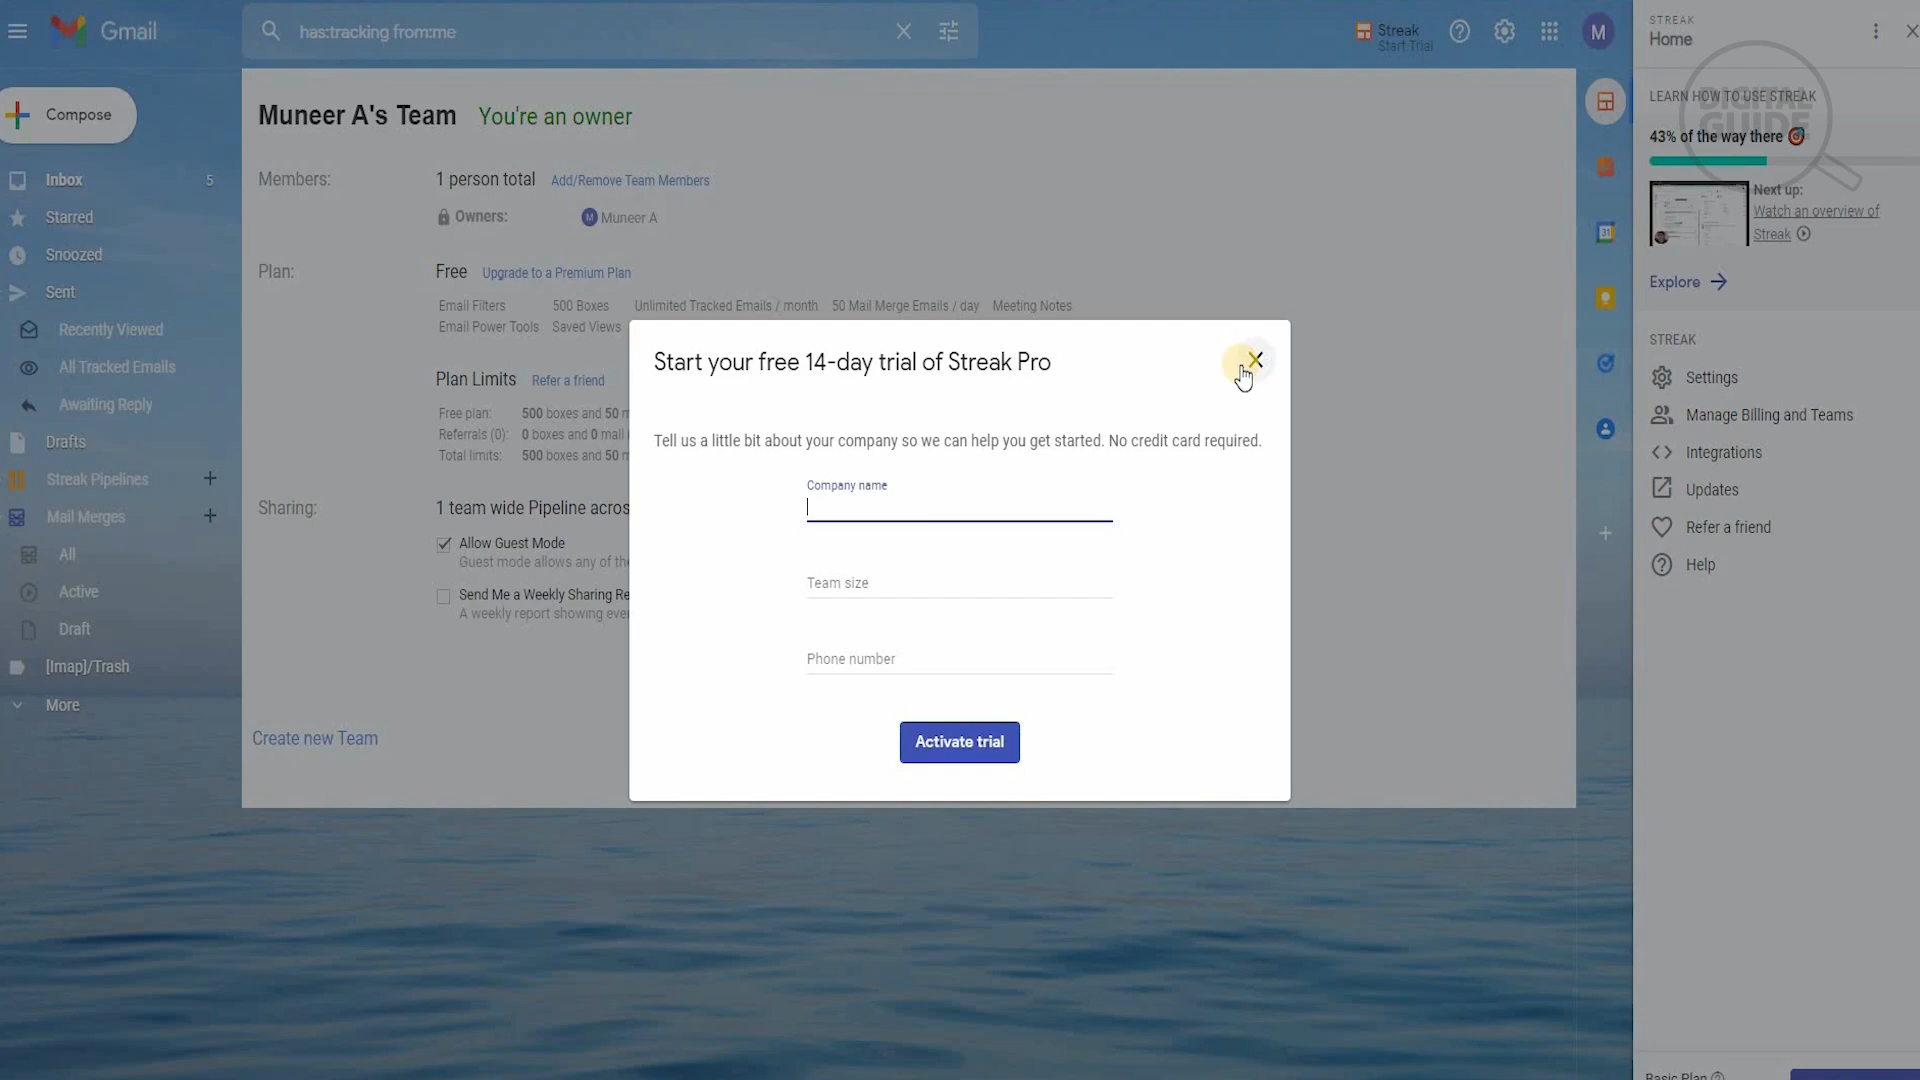 Gmail
has:tracking from:me
Streak
Start Trial
M
STREAK
Home
Compose
Muneer A's Team You're an owner
LEARN HOW TO USE STREAK
DIGITAL
GUIDE
43% of the way there
Inbox 5
Members: 1 person total Add/Remove Team Members
Next up:
Watch an overview of
Streak
Starred
Owners: M Muneer A
Snoozed
31
Plan: Free Upgrade to a Premium Plan
Explore
Sent
Email Filters 500 Boxes Unlimited Tracked Emails / month 50 Mail Merge Emails / day Meeting Notes
Email Power Tools Saved Views
Recently Viewed
STREAK
All Tracked Emails
Start your free 14-day trial of Streak Pro
Plan Limits Refer a friend
Settings
Awaiting Reply
Free plan: 500 boxes and 50 m
Manage Billing and Teams
Referrals (0): 0 boxes and 0 mail
Drafts
Tell us a little bit about your company so we can help you get started. No credit card required.
Total limits: 500 boxes and 50 m
Integrations
Streak Pipelines
Company name
Updates
Mail Merges
Sharing: 1 team wide Pipeline acros
Refer a friend
All
Allow Guest Mode
Guest mode allows any of the
Help
Active
Team size
Send Me a Weekly Sharing Re
A weekly report showing eve
Draft
[Imap]/Trash
Phone number
More
Create new Team
Activate trial
Basic Plan